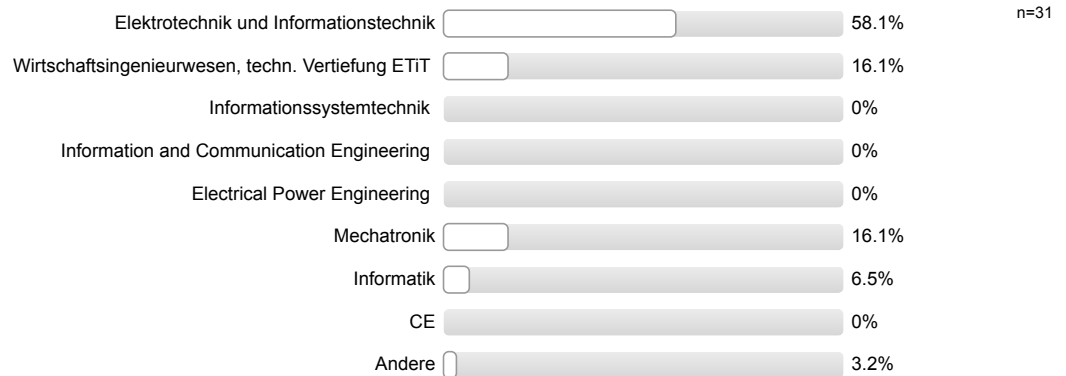 Elektrotechnik und Informationstechnik 58.1% n=31
Wirtschaftsingenieurwesen, techn. Vertiefung ETiT 16.1%
Informationssystemtechnik 0%
Information and Communication Engineering 0%
Electrical Power Engineering 0%
Mechatronik 16.1%
Informatik 6.5%
CE 0%
Andere 3.2%